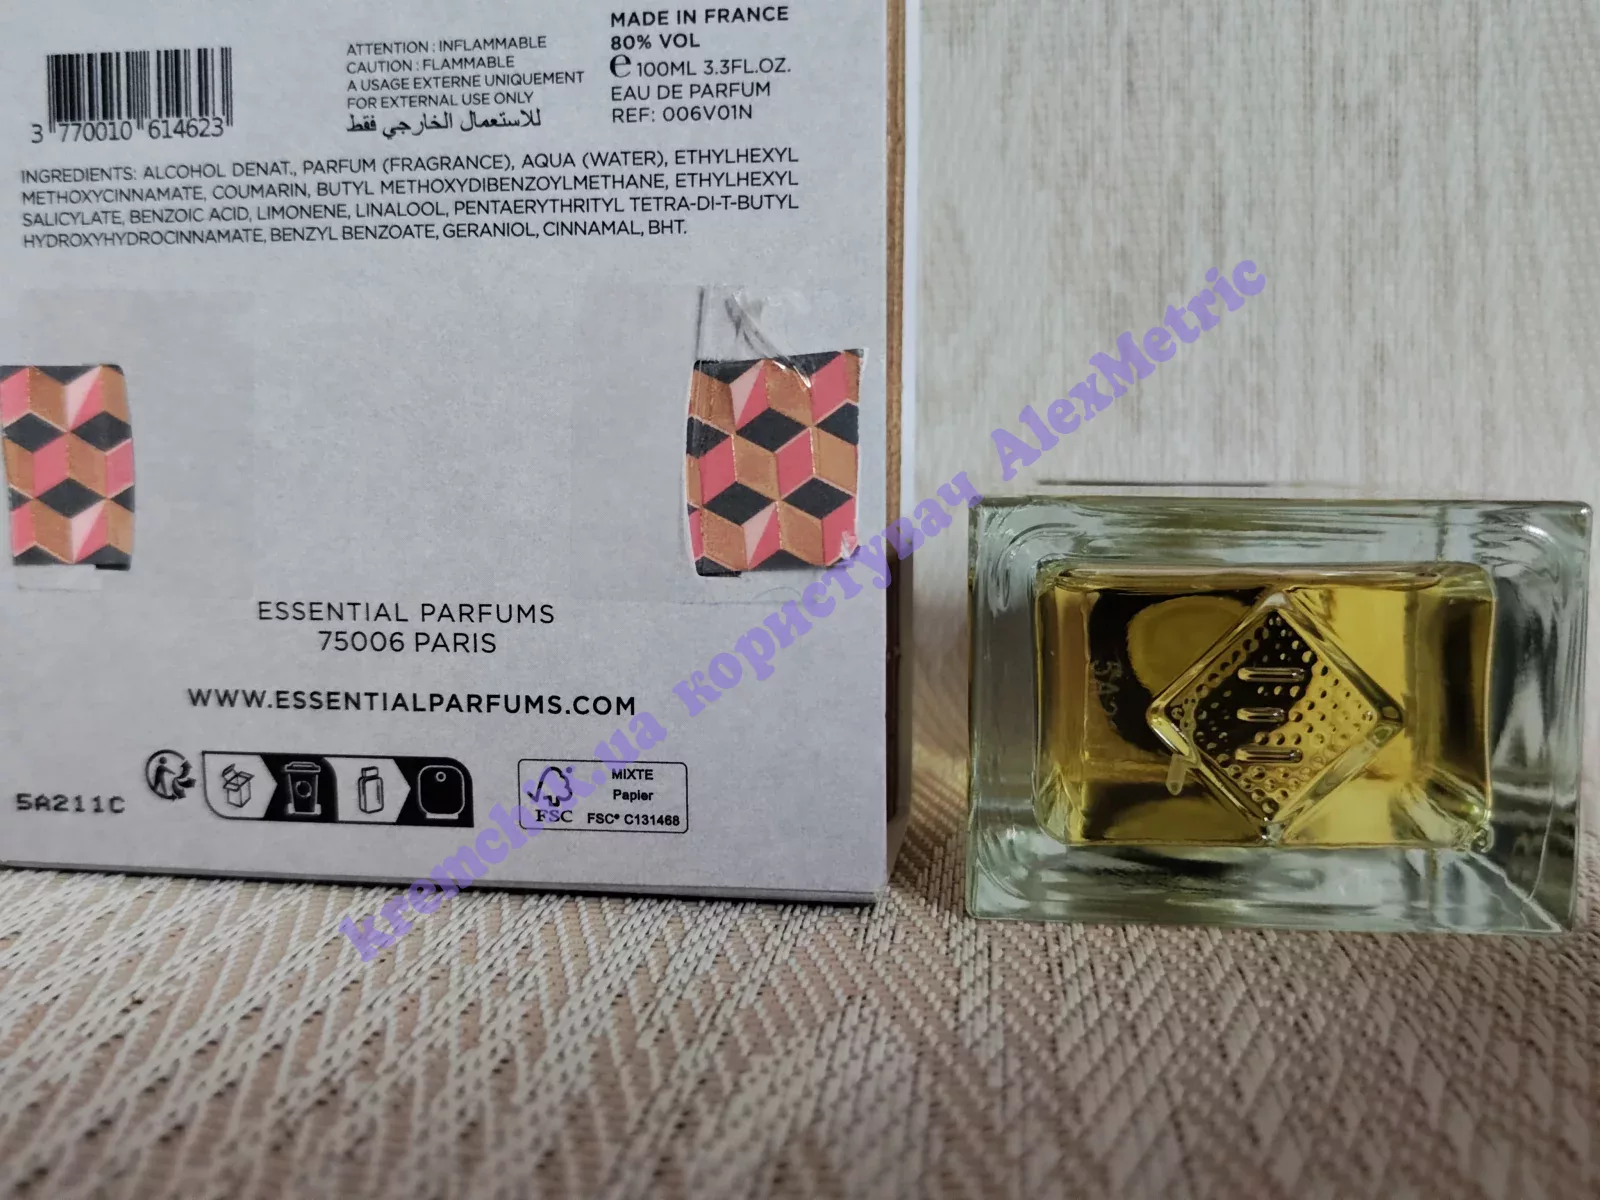 3 770010 614623
ATTENTION : INFLAMMABLE
CAUTION : FLAMMABLE
A USAGE EXTERNE UNIQUEMENT
FOR EXTERNAL USE ONLY
للاستعمال الخارجي فقط
MADE IN FRANCE
80% VOL
e 100ML 3.3FL.OZ.
EAU DE PARFUM
REF: 006V01N
INGREDIENTS: ALCOHOL DENAT., PARFUM (FRAGRANCE), AQUA (WATER), ETHYLHEXYL
METHOXYCINNAMATE, COUMARIN, BUTYL METHOXYDIBENZOYLMETHANE, ETHYLHEXYL
SALICYLATE, BENZOIC ACID, LIMONENE, LINALOOL, PENTAERYTHRITYL TETRA-DI-T-BUTYL
HYDROXYHYDROCINNAMATE, BENZYL BENZOATE, GERANIOL, CINNAMAL, BHT.
ESSENTIAL PARFUMS
75006 PARIS
WWW.ESSENTIALPARFUMS.COM
5A211C
MIXTE
Papier
FSC
FSC® C131468
kremchik.ua користувач AlexMetric